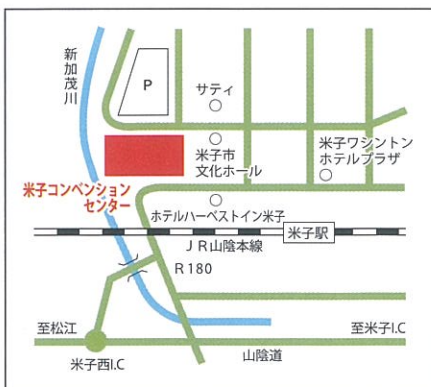 新加茂川
P
サティ
米子市
文化ホール
米子ワシントン
ホテルプラザ
米子コンベンション
センター
ホテルハーベストイン米子
米子駅
JR山陰本線
R180
至松江
至米子I.C
米子西I.C
山陰道